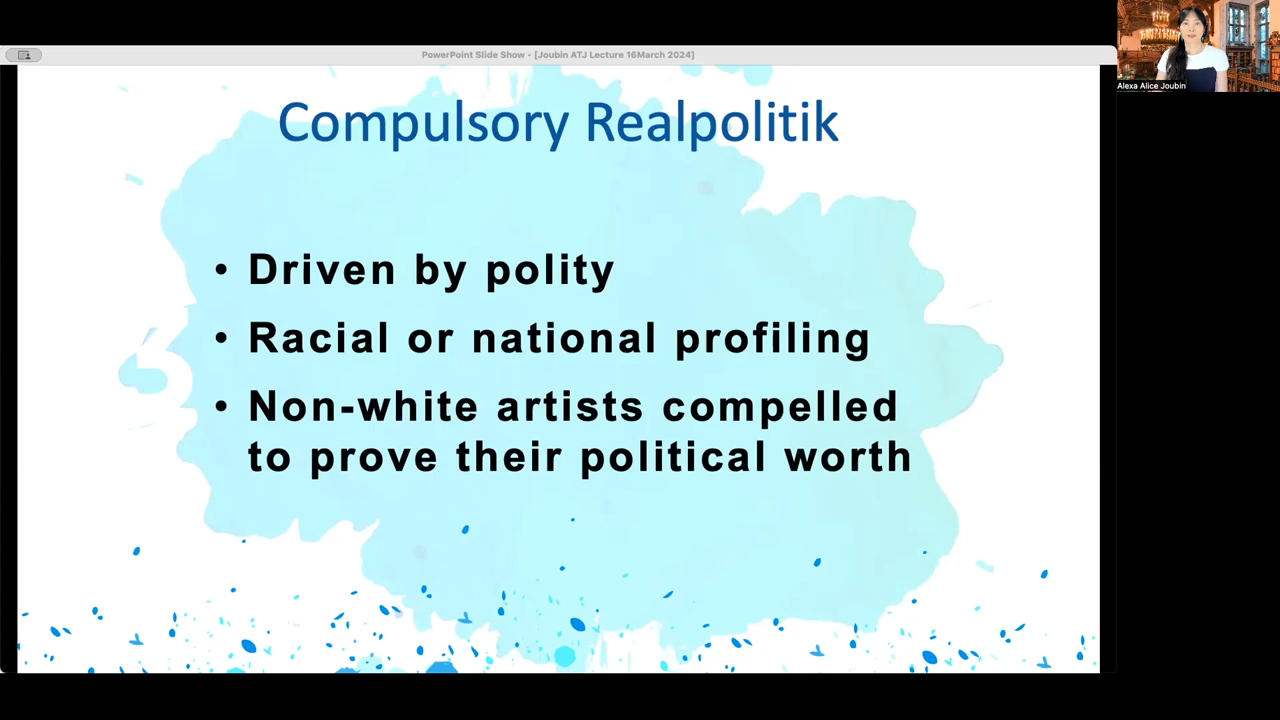 PowerPoint Slide Show - [Joubin ATJ Lecture 16March 2024]
Alexa Alice Joubin
Compulsory Realpolitik
• Driven by polity
• Racial or national profiling
• Non-white artists compelled
to prove their political worth